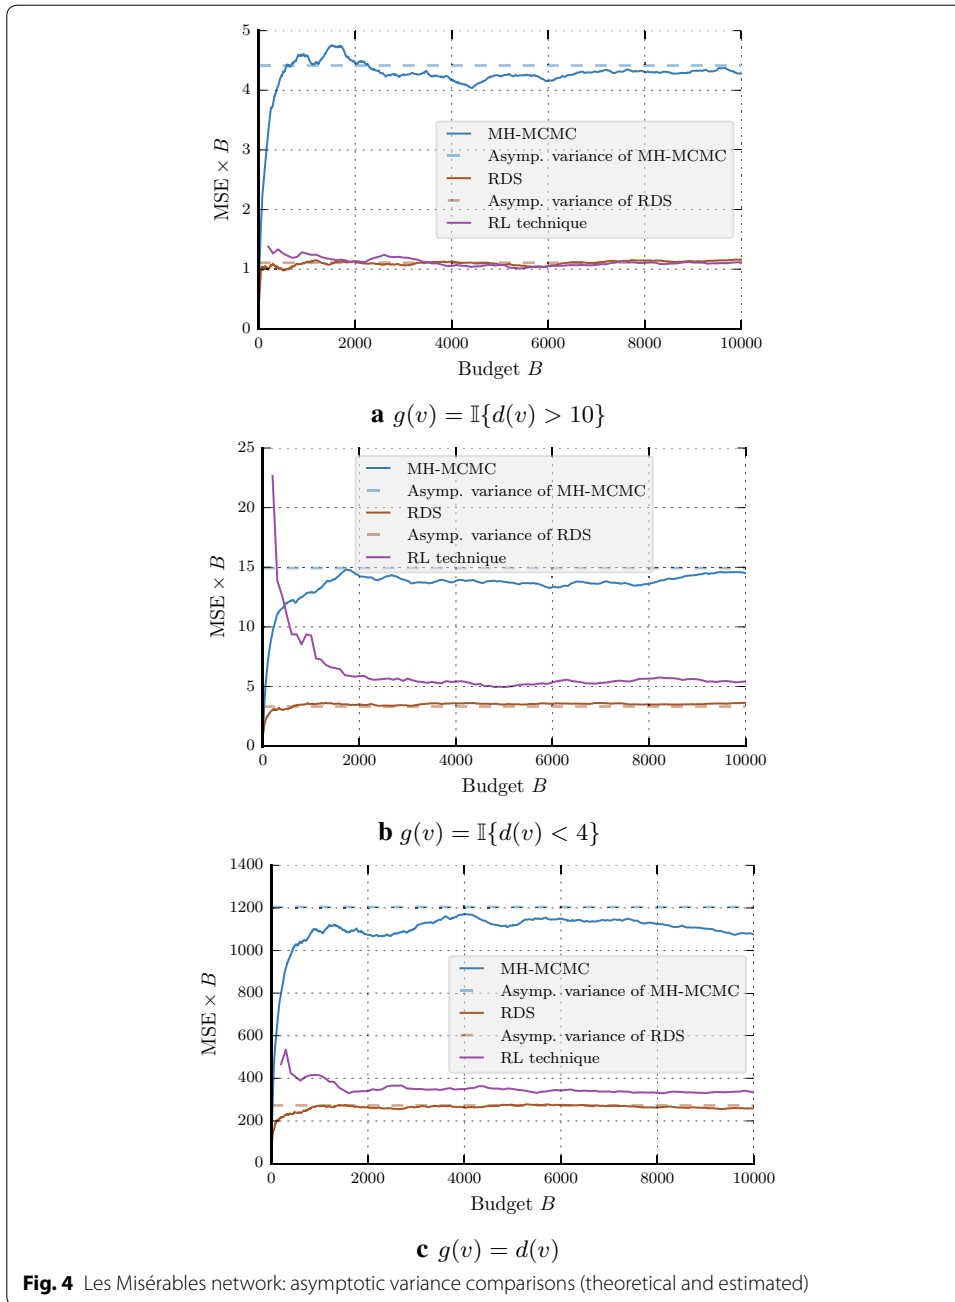 5
4
3
2
1
0
MSE × B
MH-MCMC
Asymp. variance of MH-MCMC
RDS
Asymp. variance of RDS
RL technique
0 2000 4000 6000 8000 10000
Budget B
a g(v) = 𝕀{d(v) > 10}
25
20
15
10
5
0
MSE × B
MH-MCMC
Asymp. variance of MH-MCMC
RDS
Asymp. variance of RDS
RL technique
0 2000 4000 6000 8000 10000
Budget B
b g(v) = 𝕀{d(v) < 4}
1400
1200
1000
800
600
400
200
0
MSE × B
MH-MCMC
Asymp. variance of MH-MCMC
RDS
Asymp. variance of RDS
RL technique
0 2000 4000 6000 8000 10000
Budget B
c g(v) = d(v)
Fig. 4 Les Misérables network: asymptotic variance comparisons (theoretical and estimated)